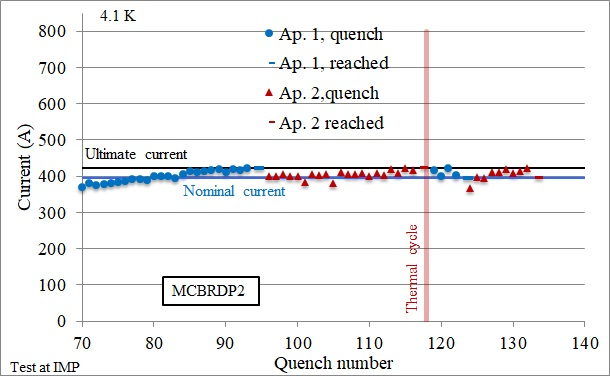 4.1 K
800
700
600
500
400
300
200
100
0
Current (A)
Ap. 1, quench
Ap. 1, reached
Ap. 2,quench
Ap. 2 reached
Ultimate current
Nominal current
Thermal cycle
MCBRDP2
70 80 90 100 110 120 130 140
Quench number
Test at IMP